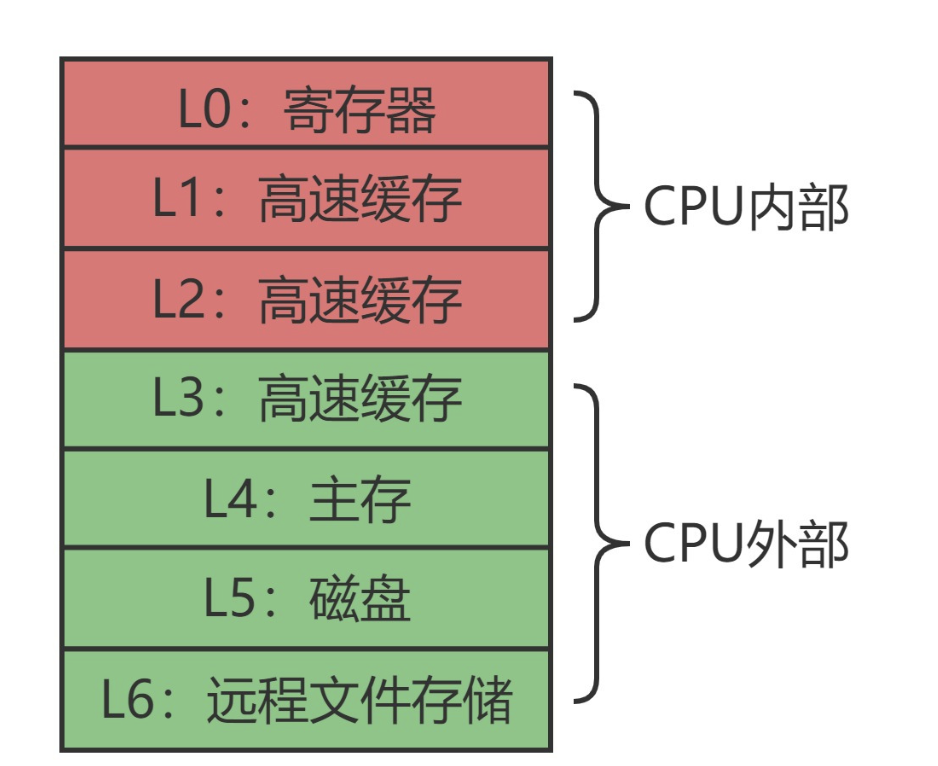 L0：寄存器
L1：高速缓存
L2：高速缓存
CPU内部
L3：高速缓存
L4：主存
L5：磁盘
L6：远程文件存储
CPU外部